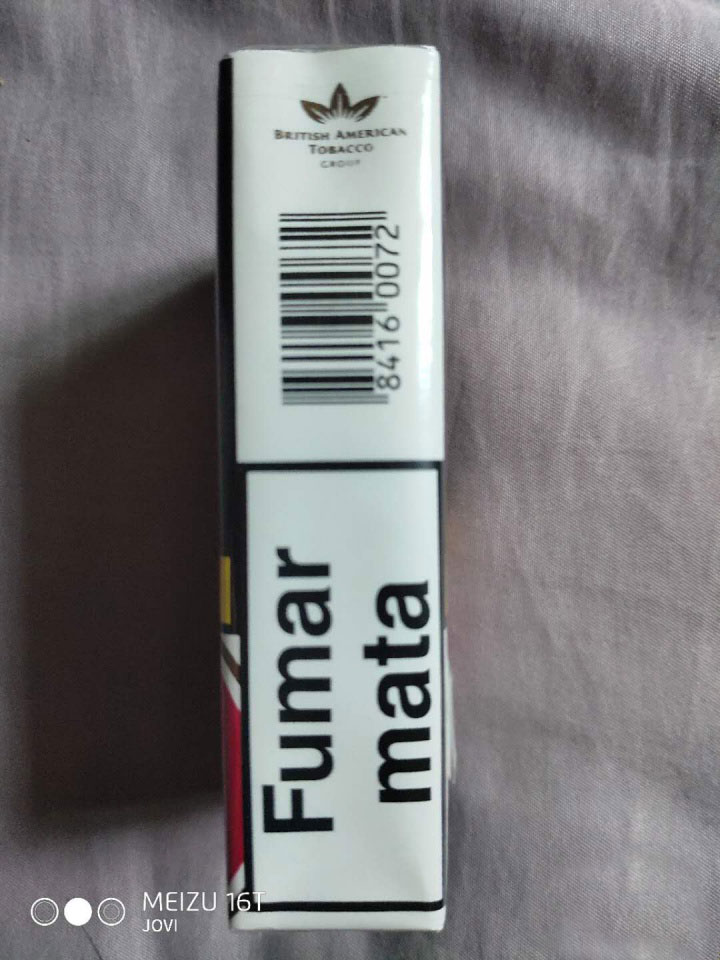 BRITISH AMERICAN
TOBACCO
GROUP
8416 0072
Fumar
mata
MEIZU 16T
JOVI